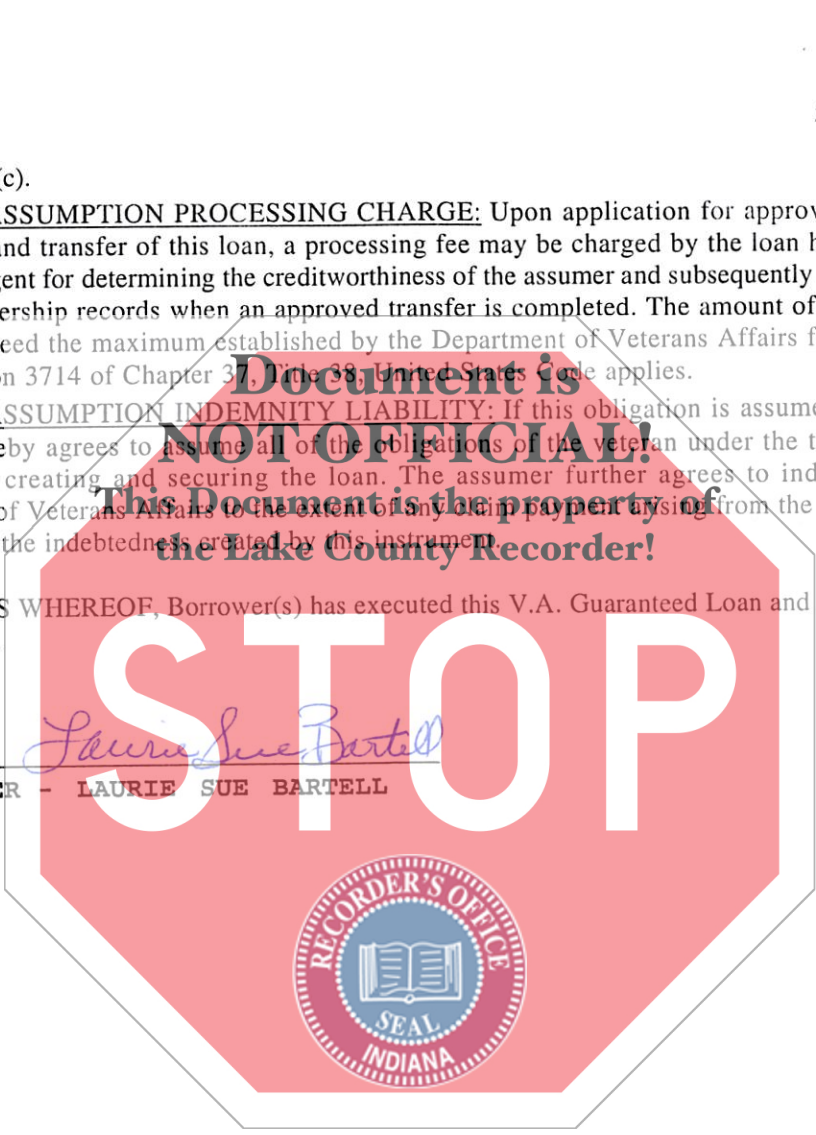 (c).
ASSUMPTION PROCESSING CHARGE: Upon application for approv
and transfer of this loan, a processing fee may be charged by the loan h
gent for determining the creditworthiness of the assumer and subsequently
ership records when an approved transfer is completed. The amount of
eed the maximum established by the Department of Veterans Affairs f
n 3714 of Chapter 37, Title 38, United States Code applies.
Document is
ASSUMPTION INDEMNITY LIABILITY: If this obligation is assume
NOT OFFICIAL!
eby agrees to assume all of the obligations of the veteran under the t
creating and securing the loan. The assumer further agrees to ind
This Document is the property of
of Veterans Affairs to the extent of any claim payment arising from the
the Lake County Recorder!
the indebtedness created by this instrument.
S WHEREOF, Borrower(s) has executed this V.A. Guaranteed Loan and
STOP
Laurie Sue Bartell
ER - LAURIE SUE BARTELL
RECORDER'S OFFICE
SEAL
INDIANA